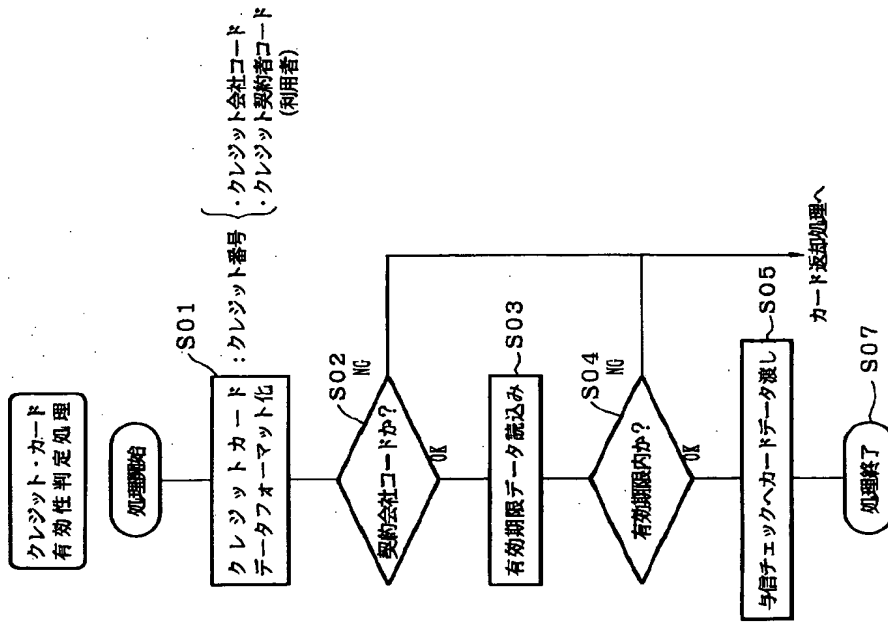 クレジット・カード
有効性判定処理
処理開始
S01
クレジットカード
データフォーマット化
:クレジット番号
・クレジット会社コード
・クレジット契約者コード
(利用者)
S02
契約会社コードか?
NG
OK
S03
有効期限データ読込み
S04
有効期限内か?
NG
OK
S05
与信チェックへカードデータ渡し
カード返却処理へ
S07
処理終了